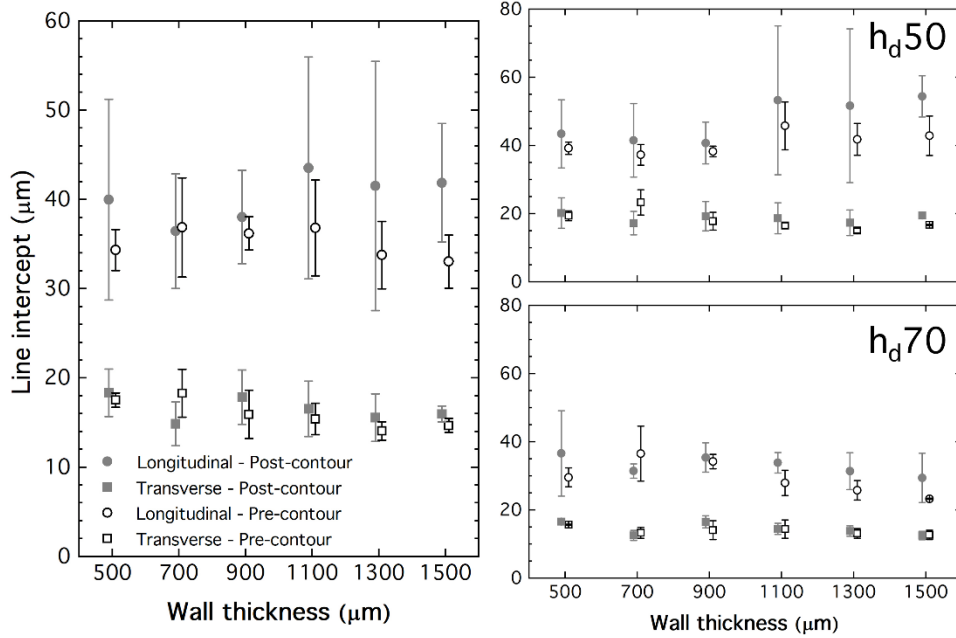 60
50
40
30
20
10
0
Line intercept (μm)
Longitudinal - Post-contour
Transverse - Post-contour
Longitudinal - Pre-contour
Transverse - Pre-contour
500 700 900 1100 1300 1500
Wall thickness (μm)
80
60
40
20
0
h_d50
80
60
40
20
0
h_d70
500 700 900 1100 1300 1500
Wall thickness (μm)